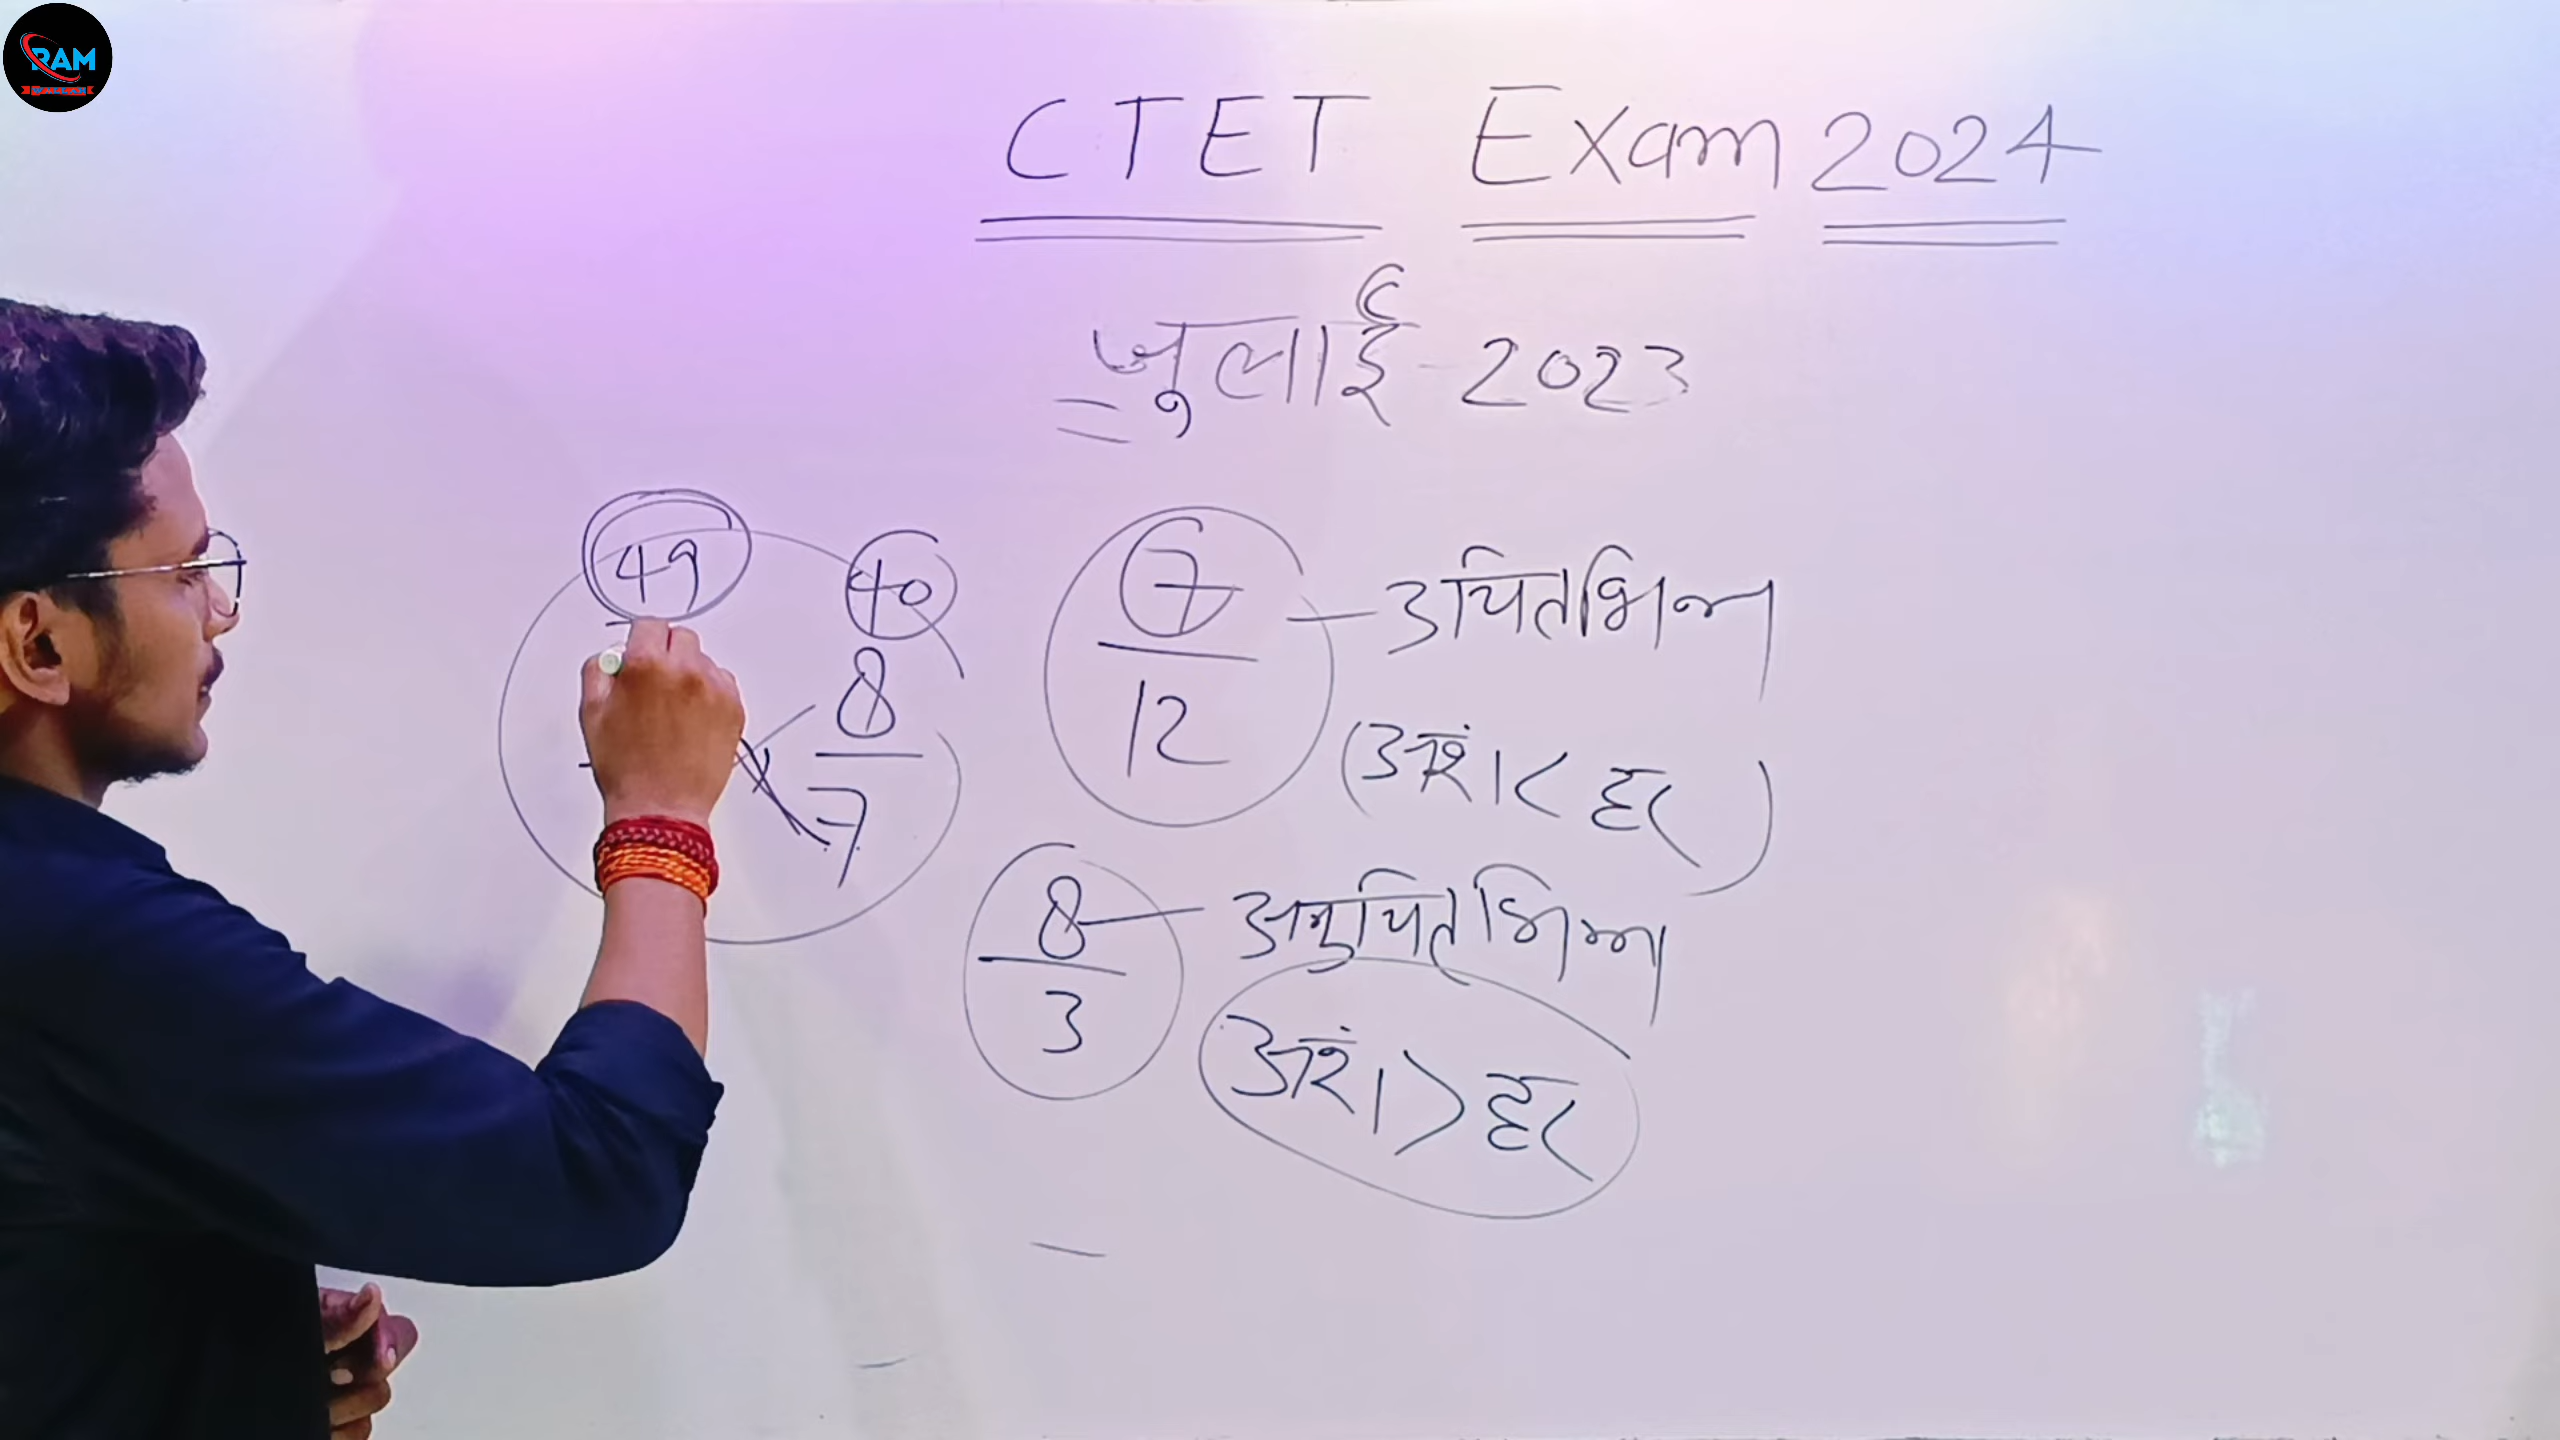 RAM
CTET Exam 2024
जुलाई - 2023
49 40
8
7
7
12
उचित भिन्न
(अंश < हर)
8
3
अनुचित भिन्न
अंश > हर